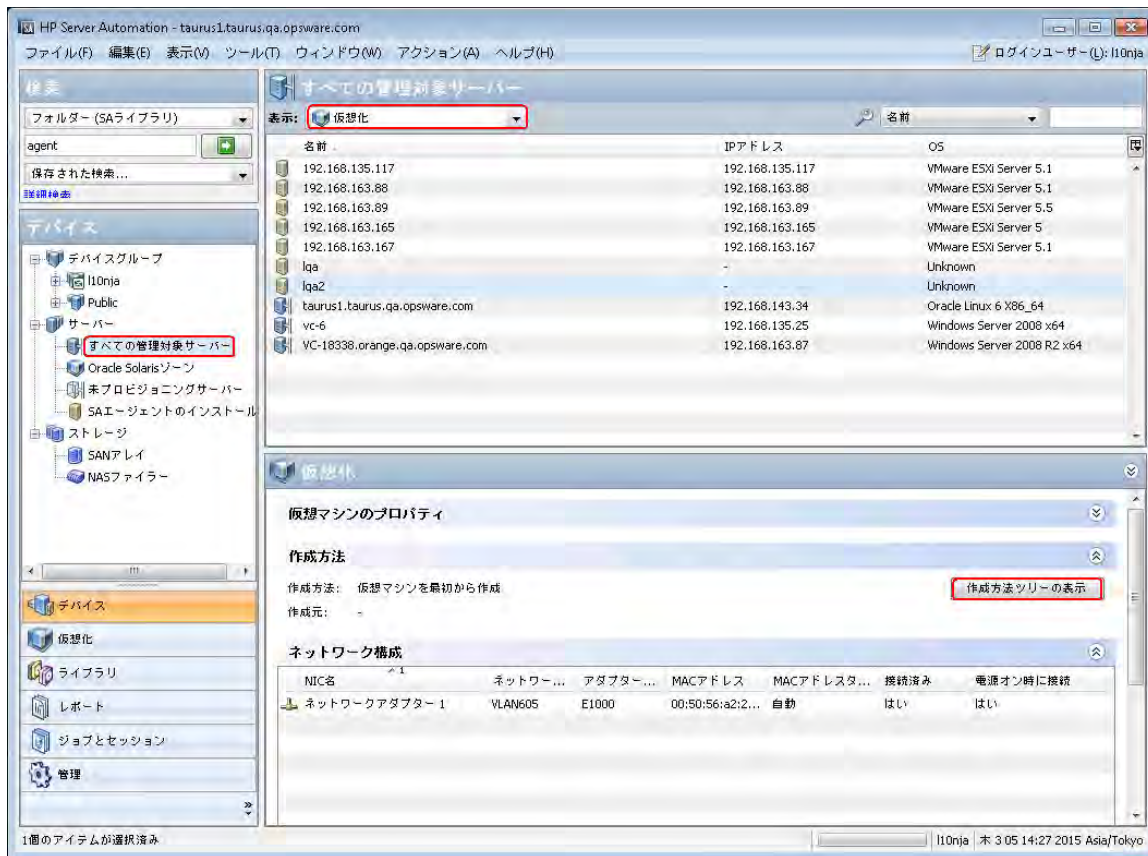 HP Server Automation - taurus1.taurus.qa.opsware.com
ファイル(F) 編集(E) 表示(V) ツール(T) ウィンドウ(W) アクション(A) ヘルプ(H)
ログインユーザー(L): l10nja
検索
フォルダー (SAライブラリ)
agent
保存された検索...
詳細検索
デバイス
デバイスグループ
l10nja
Public
サーバー
すべての管理対象サーバー
Oracle Solarisゾーン
未プロビジョニングサーバー
SAエージェントのインストール
ストレージ
SANアレイ
NASファイラー
デバイス
仮想化
ライブラリ
レポート
ジョブとセッション
管理
すべての管理対象サーバー
表示: 仮想化
名前
名前 IPアドレス OS
192.168.135.117 192.168.135.117 VMware ESXi Server 5.1
192.168.163.88 192.168.163.88 VMware ESXi Server 5.1
192.168.163.89 192.168.163.89 VMware ESXi Server 5.5
192.168.163.165 192.168.163.165 VMware ESXi Server 5
192.168.163.167 192.168.163.167 VMware ESXi Server 5.1
lqa - Unknown
lqa2 - Unknown
taurus1.taurus.qa.opsware.com 192.168.143.34 Oracle Linux 6 X86_64
vc-6 192.168.135.25 Windows Server 2008 x64
VC-18338.orange.qa.opsware.com 192.168.163.87 Windows Server 2008 R2 x64
仮想化
仮想マシンのプロパティ
作成方法
作成方法: 仮想マシンを最初から作成
作成方法ツリーの表示
作成元: -
ネットワーク構成
NIC名 1 ネットワー... アダプター... MACアドレス MACアドレスタ... 接続済み 電源オン時に接続
ネットワークアダプター 1 VLAN605 E1000 00:50:56:a2:2... 自動 はい はい
1個のアイテムが選択済み
l10nja 木 3 05 14:27 2015 Asia/Tokyo